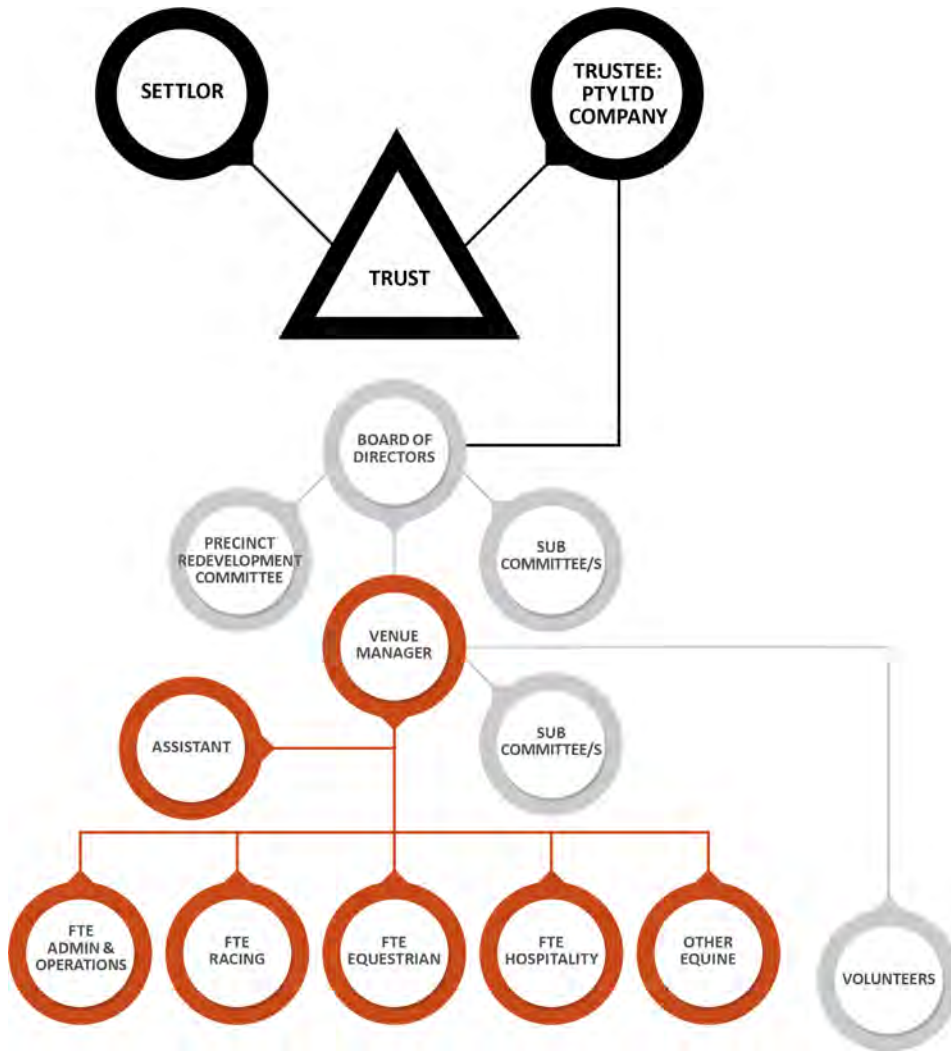 SETTLOR
TRUSTEE:
PTY LTD
COMPANY
TRUST
BOARD OF
DIRECTORS
PRECINCT
REDEVELOPMENT
COMMITTEE
SUB
COMMITTEE/S
VENUE
MANAGER
ASSISTANT
SUB
COMMITTEE/S
FTE
ADMIN &
OPERATIONS
FTE
RACING
FTE
EQUESTRIAN
FTE
HOSPITALITY
OTHER
EQUINE
VOLUNTEERS